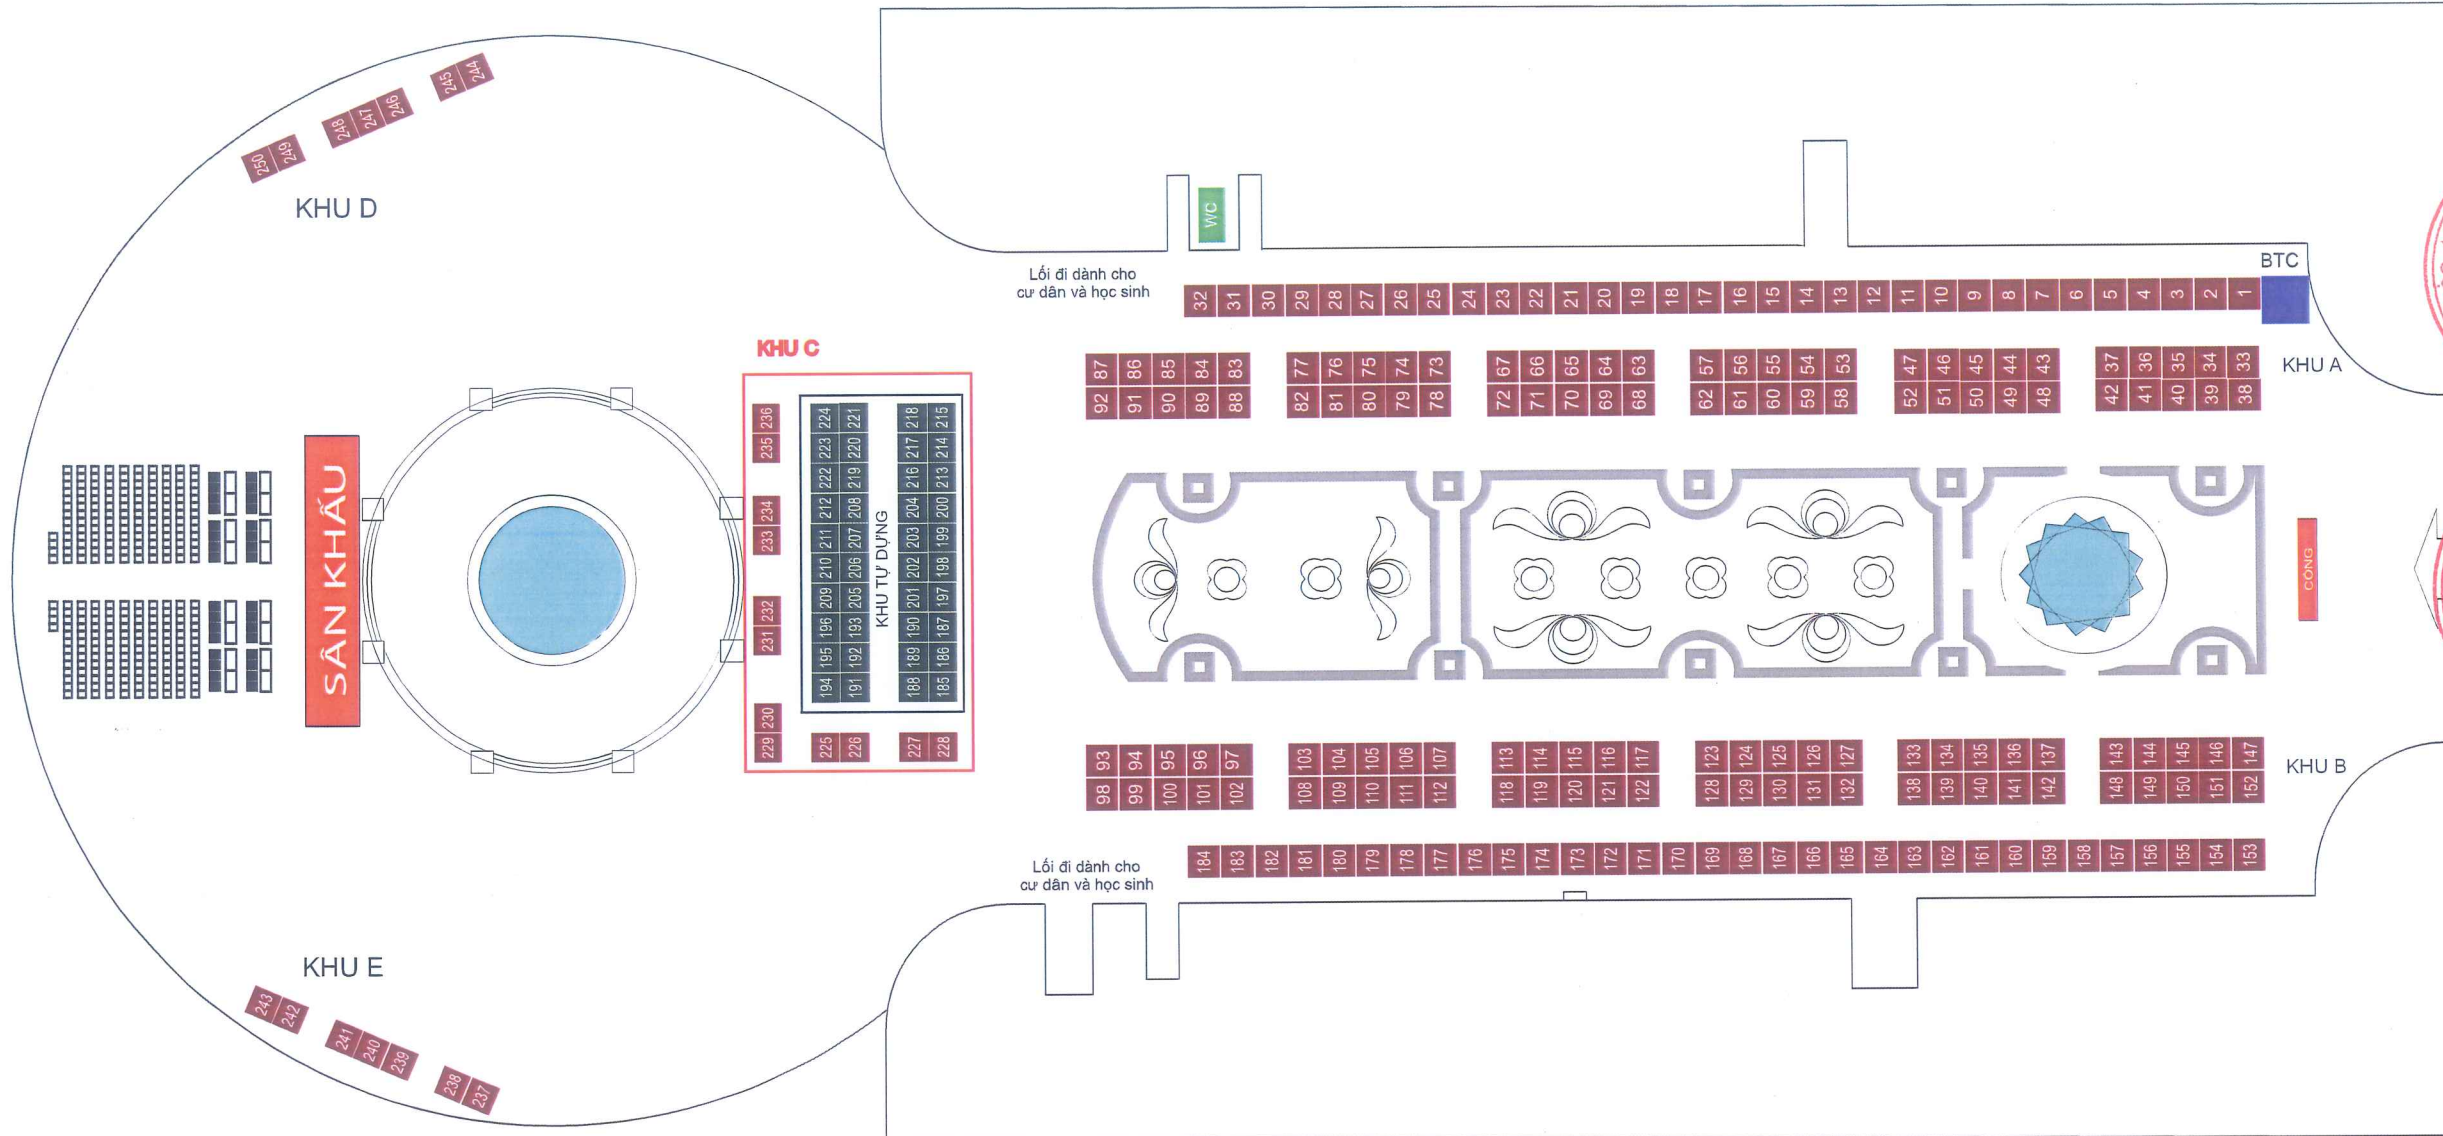 245 244
248 247 246
250 249
KHU D
WC
Lối đi dành cho
cư dân và học sinh
BTC
32 31 30 29 28 27 26 25 24 23 22 21 20 19 18 17 16 15 14 13 12 11 10 9 8 7 6 5 4 3 2 1
KHU A
87 86 85 84 83 77 76 75 74 73 67 66 65 64 63 57 56 55 54 53 47 46 45 44 43 37 36 35 34 33
92 91 90 89 88 82 81 80 79 78 72 71 70 69 68 62 61 60 59 58 52 51 50 49 48 42 41 40 39 38
KHU C
236 224 221 218 215
235 223 220 217 214
222 219 216 213
234 212 208 204 200
233 211 207 203 199
210 206 202 198
232 209 205 201 197
231 196 193 190 187
195 192 189 186
194 191 188 185
230
229 225 226 227 228
KHU TỰ DỰNG
SÂN KHẤU
CỔNG
93 94 95 96 97 103 104 105 106 107 113 114 115 116 117 123 124 125 126 127 133 134 135 136 137 143 144 145 146 147
98 99 100 101 102 108 109 110 111 112 118 119 120 121 122 128 129 130 131 132 138 139 140 141 142 148 149 150 151 152
KHU B
184 183 182 181 180 179 178 177 176 175 174 173 172 171 170 169 168 167 166 165 164 163 162 161 160 159 158 157 156 155 154 153
Lối đi dành cho
cư dân và học sinh
KHU E
243 242
241 240 239
238 237